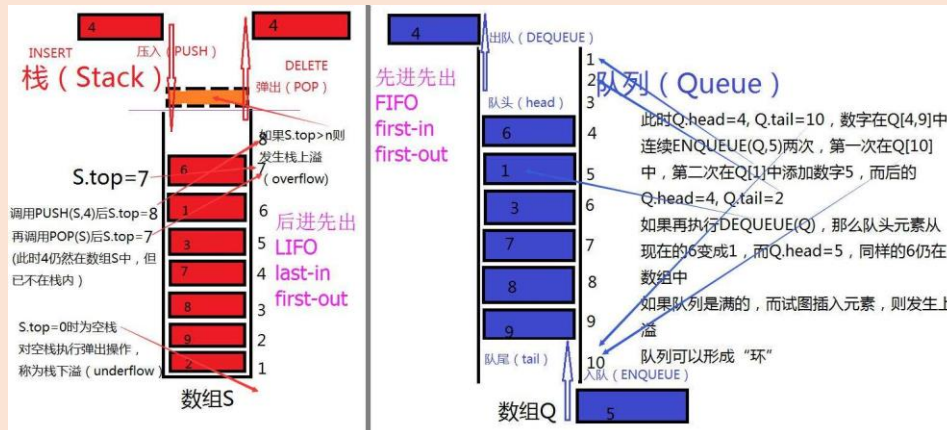 4
4
INSERT
压入（PUSH）
DELETE
弹出（POP）
栈（Stack）
如果S.top>n则
发生栈上溢
（overflow）
8
S.top=7
6
7
调用PUSH(S,4)后S.top=8
再调用POP(S)后S.top=7
(此时4仍然在数组S中，但
已不在栈内）
1
6
3
5
7
4
8
3
9
2
2
1
后进先出
LIFO
last-in
first-out
S.top=0时为空栈
对空栈执行弹出操作，
称为栈下溢（underflow）
数组S
4
出队（DEQUEUE）
先进先出
FIFO
first-in
first-out
队头（head）
1
2
3
队列（Queue）
6
4
1
5
3
6
7
7
8
8
9
9
10
队尾（tail）
入队（ENQUEUE）
数组Q
5
此时Q.head=4, Q.tail=10，数字在Q[4,9]中
连续ENQUEUE(Q,5)两次，第一次在Q[10]
中，第二次在Q[1]中添加数字5，而后的
Q.head=4, Q.tail=2
如果再执行DEQUEUE(Q)，那么队头元素从
现在的6变成1，而Q.head=5，同样的6仍在
数组中
如果队列是满的，而试图插入元素，则发生上
溢
队列可以形成“环”